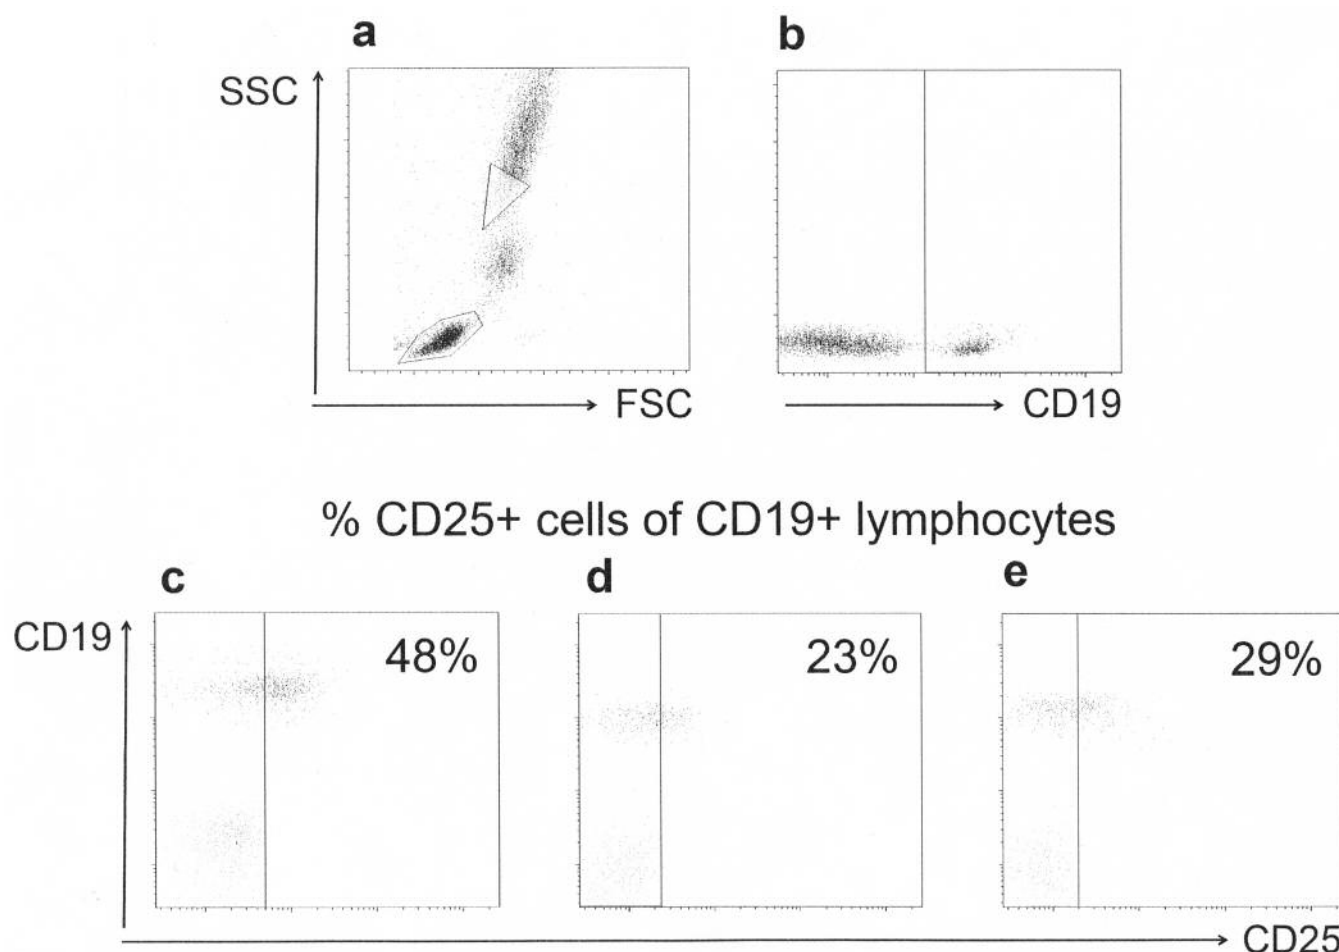 a b
SSC
FSC CD19
% CD25+ cells of CD19+ lymphocytes
c d e
CD19
48% 23% 29%
CD25